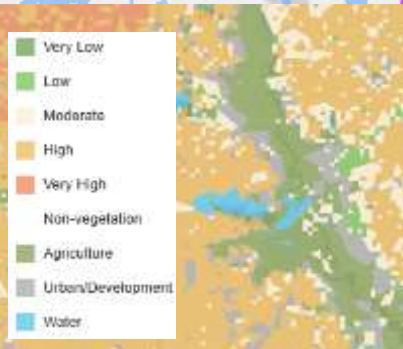 Very Low
Low
Moderate
High
Very High
Non-vegetation
Agriculture
Urban/Development
Water